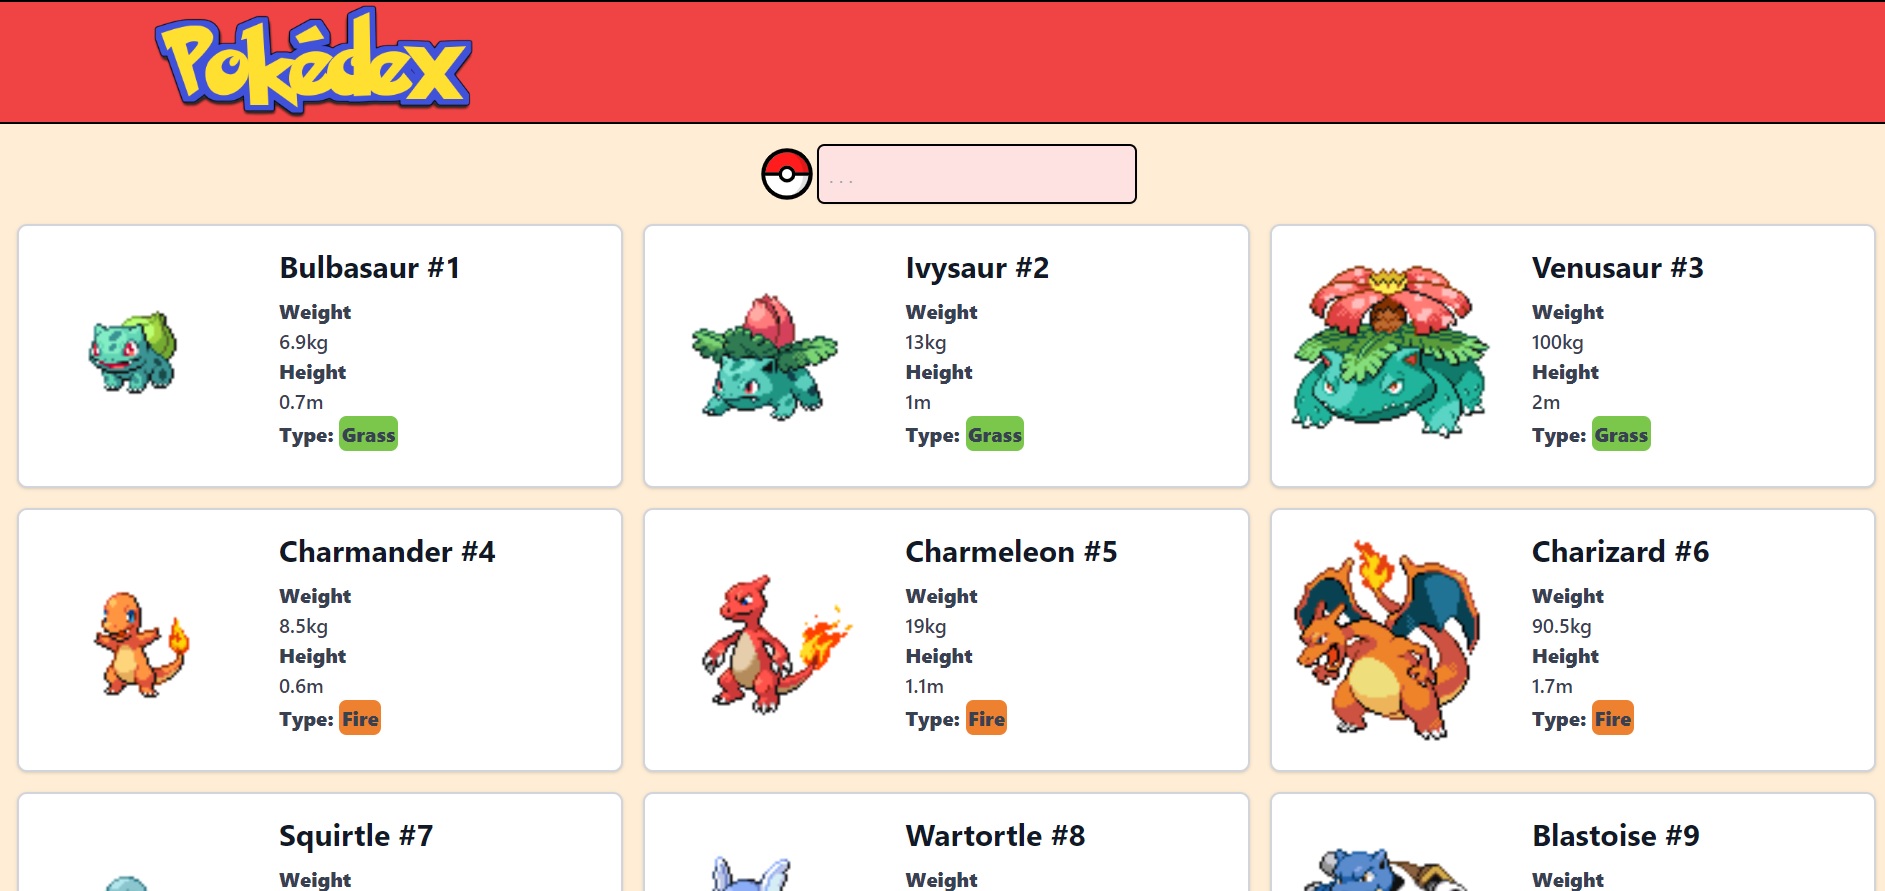 Pokédex
. . .
Bulbasaur #1
Weight
6.9kg
Height
0.7m
Type: Grass
Ivysaur #2
Weight
13kg
Height
1m
Type: Grass
Venusaur #3
Weight
100kg
Height
2m
Type: Grass
Charmander #4
Weight
8.5kg
Height
0.6m
Type: Fire
Charmeleon #5
Weight
19kg
Height
1.1m
Type: Fire
Charizard #6
Weight
90.5kg
Height
1.7m
Type: Fire
Squirtle #7
Weight
Wartortle #8
Weight
Blastoise #9
Weight